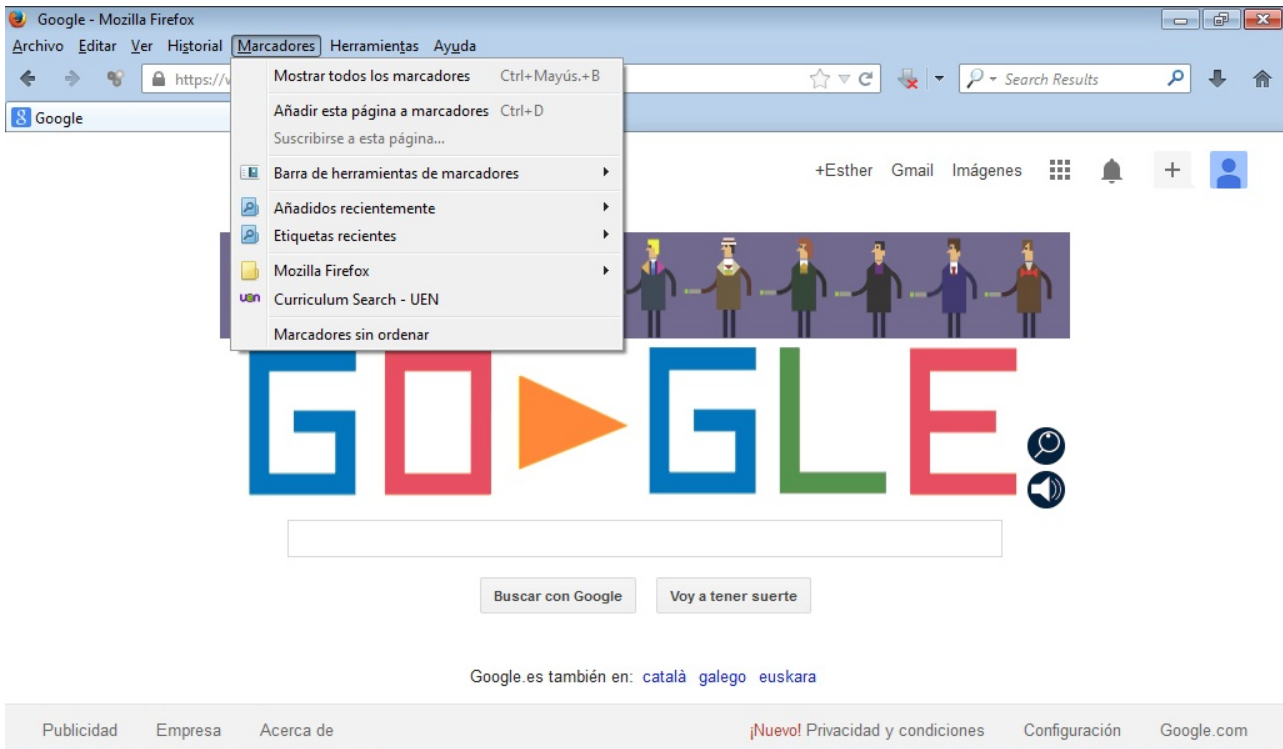 Google - Mozilla Firefox
Archivo Editar Ver Historial Marcadores Herramientas Ayuda
https://w
Search Results
Google
Mostrar todos los marcadores Ctrl+Mayús.+B
Añadir esta página a marcadores Ctrl+D
Suscribirse a esta página...
Barra de herramientas de marcadores
Añadidos recientemente
Etiquetas recientes
Mozilla Firefox
uen Curriculum Search - UEN
Marcadores sin ordenar
+Esther Gmail Imágenes
GO GLE
Buscar con Google Voy a tener suerte
Google.es también en: català galego euskara
Publicidad Empresa Acerca de ¡Nuevo! Privacidad y condiciones Configuración Google.com